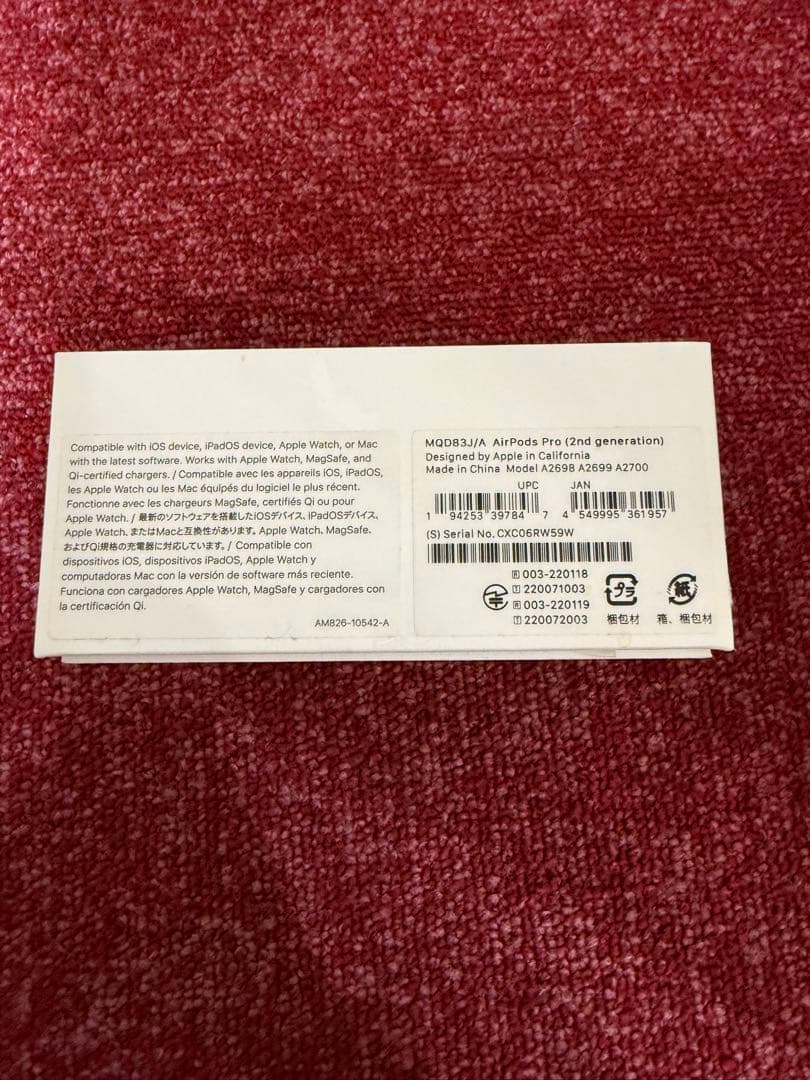 Compatible with iOS device, iPadOS device, Apple Watch, or Mac
with the latest software. Works with Apple Watch, MagSafe, and
Qi-certified chargers. / Compatible avec les appareils iOS, iPadOS,
les Apple Watch ou les Mac équipés du logiciel le plus récent.
Fonctionne avec les chargeurs MagSafe, certifiés Qi ou pour
Apple Watch. / 最新のソフトウェアを搭載したiOSデバイス、iPadOSデバイス、
Apple Watch、またはMacと互換性があります。Apple Watch、MagSafe、
およびQi規格の充電器に対応しています。/ Compatible con
dispositivos iOS, dispositivos iPadOS, Apple Watch y
computadoras Mac con la versión de software más reciente.
Funciona con cargadores Apple Watch, MagSafe y cargadores con
la certificación Qi.
AM826-10542-A
MQD83J/A AirPods Pro (2nd generation)
Designed by Apple in California
Made in China Model A2698 A2699 A2700
UPC JAN
1 94253 39784 7 4 549995 361957
(S) Serial No. CXC06RW59W
R 003-220118
T 220071003
R 003-220119
T 220072003
プラ
梱包材
紙
箱、梱包材